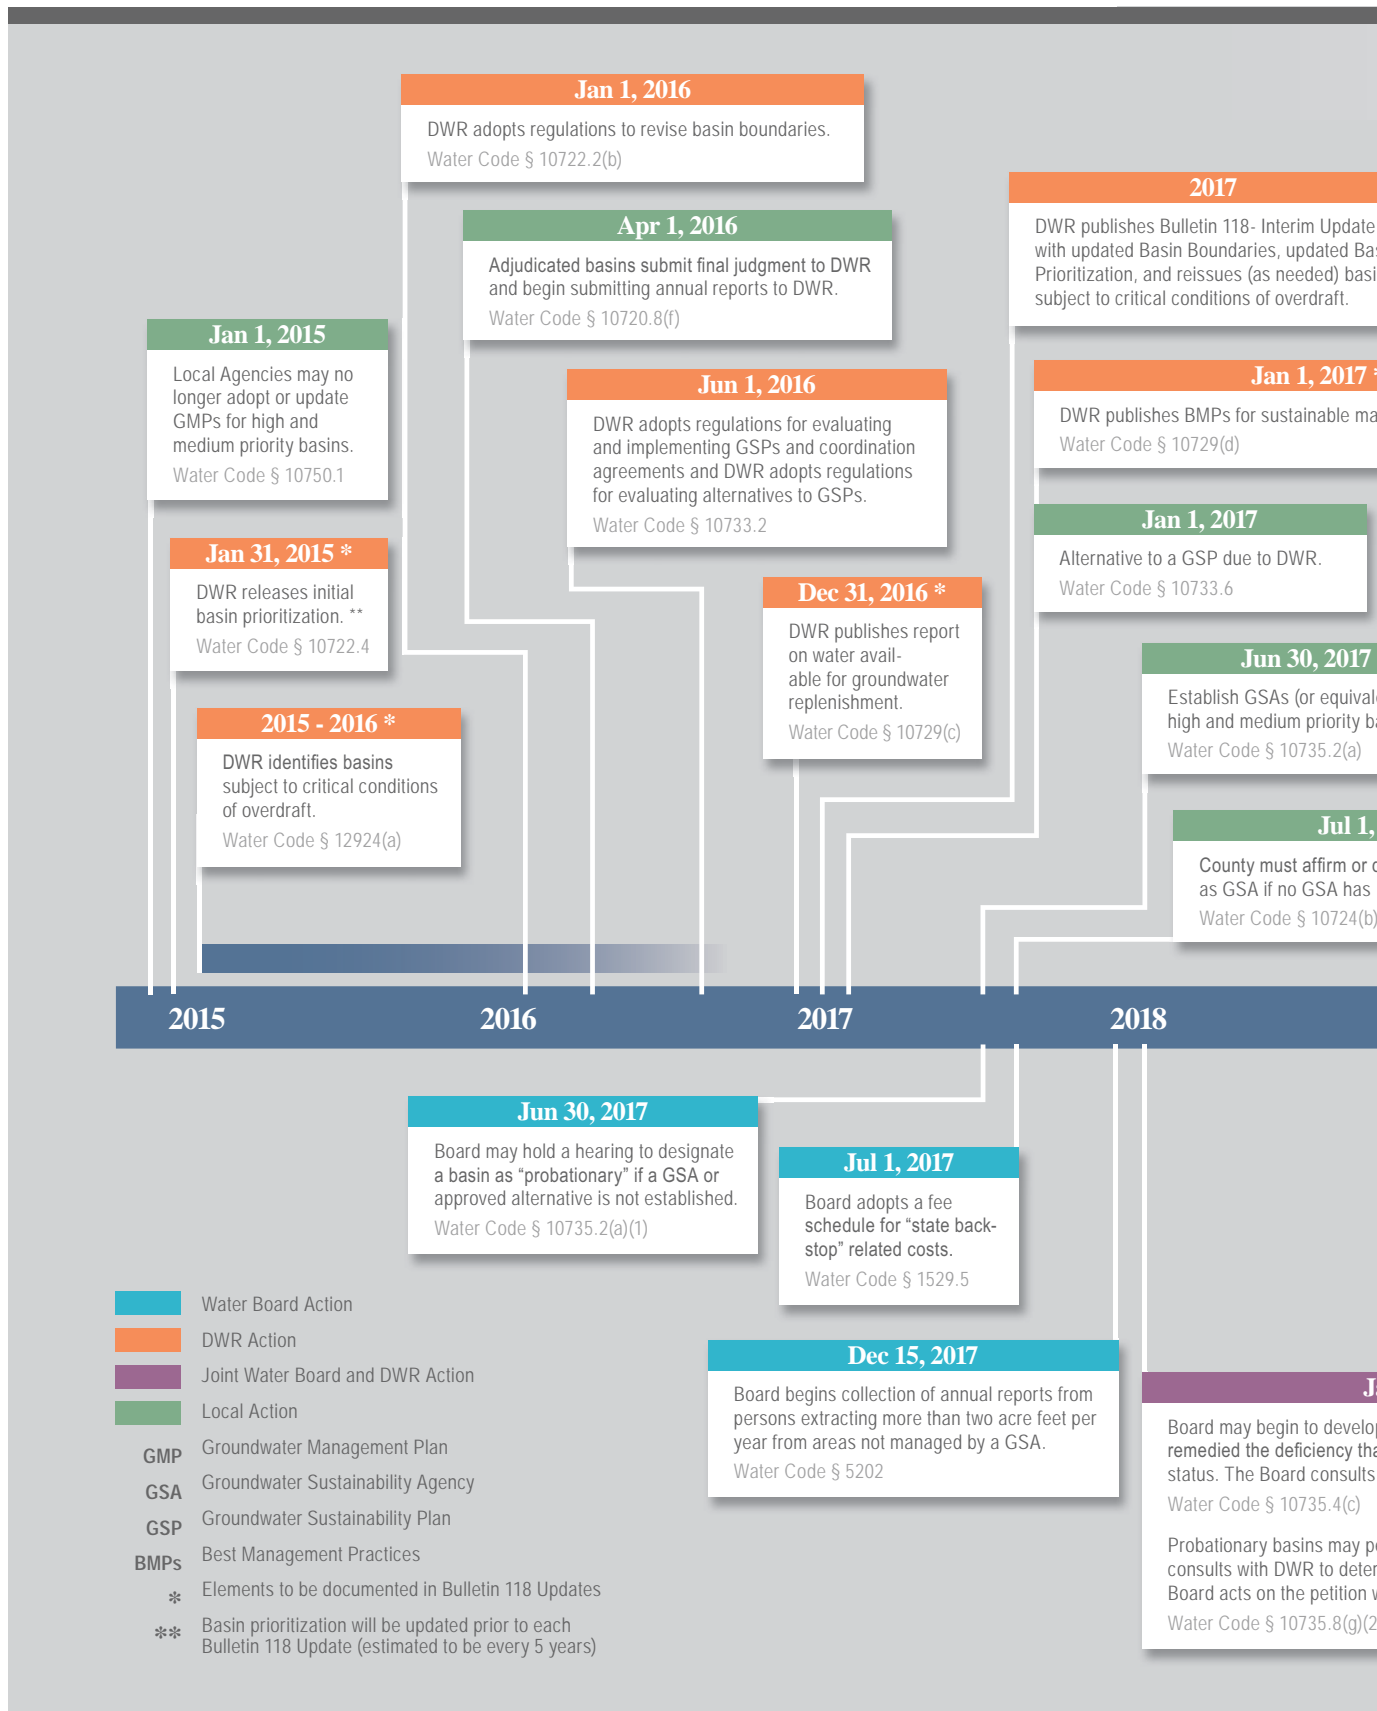 Jan 1, 2016
DWR adopts regulations to revise basin boundaries.
Water Code § 10722.2(b)
2017
DWR publishes Bulletin 118- Interim Update
with updated Basin Boundaries, updated
Prioritization, and reissues (as needed)
subject to critical conditions of overdraft.
Apr 1, 2016
Adjudicated basins submit final judgment to DWR
and begin submitting annual reports to DWR.
Water Code § 10720.8(f)
Jan 1, 2015
Local Agencies may no
longer adopt or update
GMPs for high and
medium priority basins.
Water Code § 10750.1
Jun 1, 2016
DWR adopts regulations for evaluating
and implementing GSPs and coordination
agreements and DWR adopts regulations
for evaluating alternatives to GSPs.
Water Code § 10733.2
Jan 1, 2017 *
DWR publishes BMPs for sustainable
Water Code § 10729(d)
Jan 1, 2017
Alternative to a GSP due to DWR.
Water Code § 10733.6
Jan 31, 2015 *
DWR releases initial
basin prioritization. **
Water Code § 10722.4
Dec 31, 2016 *
DWR publishes report
on water avail-
able for groundwater
replenishment.
Water Code § 10729(c)
Jun 30, 2017
Establish GSAs (or
high and medium priority
Water Code § 10735.2(a)
2015 - 2016 *
DWR identifies basins
subject to critical conditions
of overdraft.
Water Code § 12924(a)
Jul 1,
County must affirm or
as GSA if no GSA has
Water Code § 10724(b)
2015 2016 2017 2018
Jun 30, 2017
Board may hold a hearing to designate
a basin as “probationary” if a GSA or
approved alternative is not established.
Water Code § 10735.2(a)(1)
Jul 1, 2017
Board adopts a fee
schedule for “state back-
stop” related costs.
Water Code § 1529.5
Dec 15, 2017
Board begins collection of annual reports from
persons extracting more than two acre feet per
year from areas not managed by a GSA.
Water Code § 5202
Board may begin to
remedied the deficiency
status. The Board consults
Water Code § 10735.4(c)
Probationary basins may
consults with DWR to
Board acts on the petition
Water Code § 10735.8(g)(2
Water Board Action
DWR Action
Joint Water Board and DWR Action
Local Action
GMP Groundwater Management Plan
GSA Groundwater Sustainability Agency
GSP Groundwater Sustainability Plan
BMPs Best Management Practices
* Elements to be documented in Bulletin 118 Updates
** Basin prioritization will be updated prior to each
Bulletin 118 Update (estimated to be every 5 years)